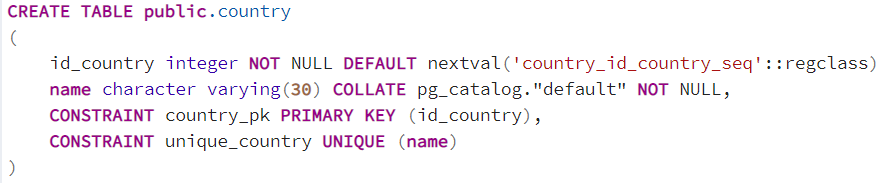 CREATE TABLE public.country
(
id_country integer NOT NULL DEFAULT nextval('country_id_country_seq'::regclass)
name character varying(30) COLLATE pg_catalog."default" NOT NULL,
CONSTRAINT country_pk PRIMARY KEY (id_country),
CONSTRAINT unique_country UNIQUE (name)
)